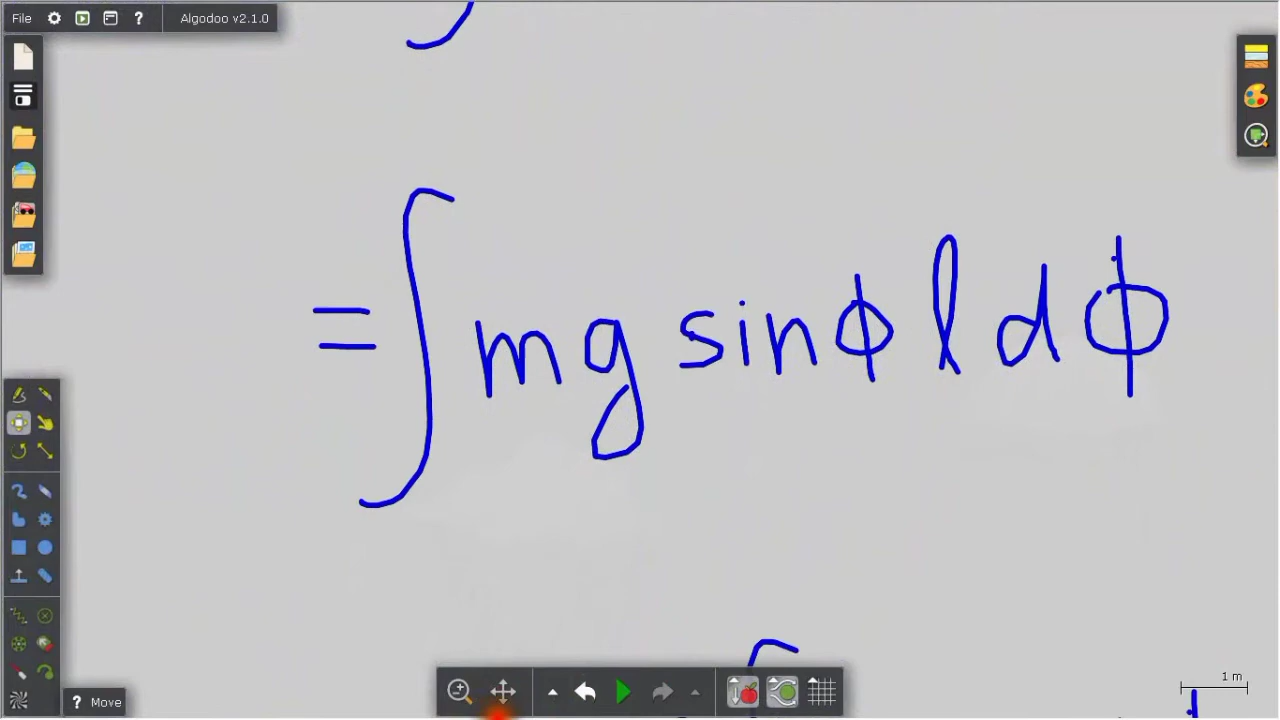 File ? Algodoo v2.1.0
= ∫ mg sinϕ l dϕ
1 m
? Move